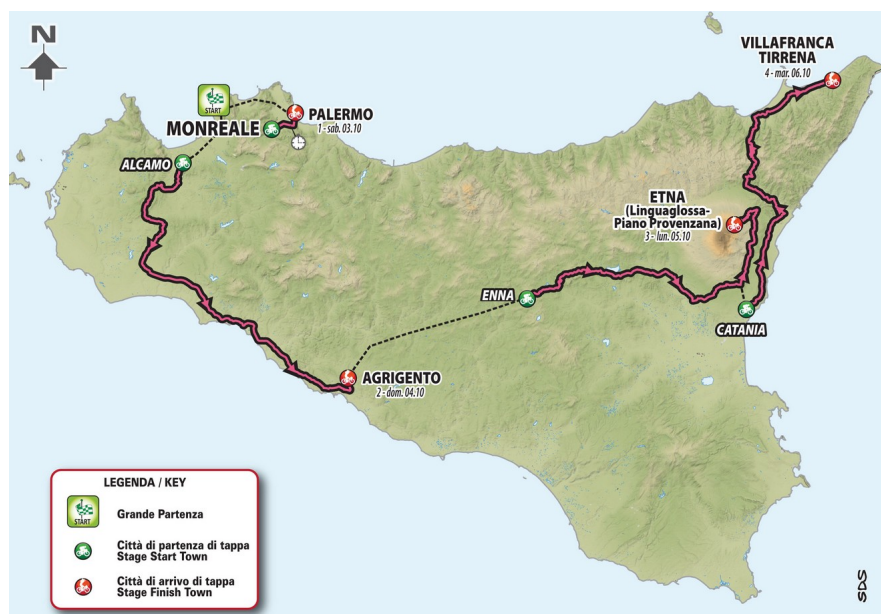 N
VILLAFRANCA
TIRRENA
4 - mar. 06.10
START
PALERMO
1 - sab. 03.10
MONREALE
ALCAMO
ETNA
(Linguaglossa-
Piano Provenzana)
3 - lun. 05.10
ENNA
CATANIA
AGRIGENTO
2 - dom. 04.10
LEGENDA / KEY
START
Grande Partenza
Città di partenza di tappa
Stage Start Town
Città di arrivo di tappa
Stage Finish Town
SDS